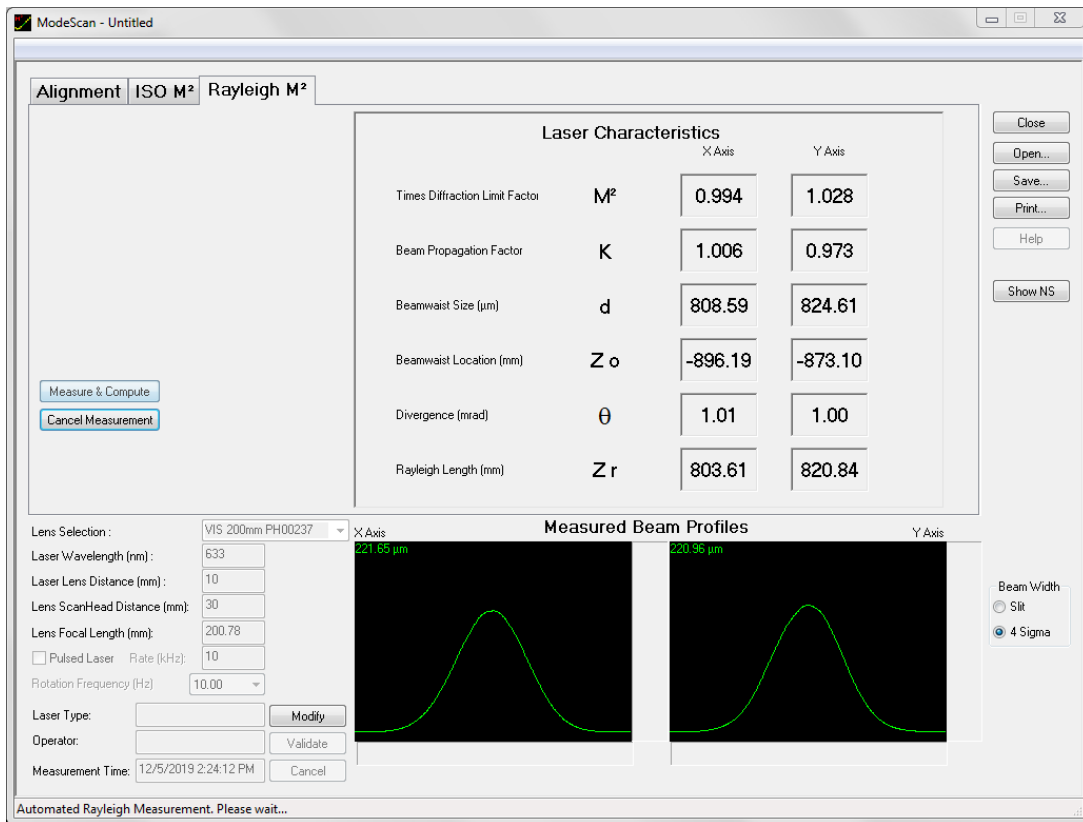 ModeScan - Untitled
Alignment ISO M² Rayleigh M²
Laser Characteristics
X Axis Y Axis
Times Diffraction Limit Factor M² 0.994 1.028
Beam Propagation Factor K 1.006 0.973
Beamwaist Size (µm) d 808.59 824.61
Beamwaist Location (mm) Z o -896.19 -873.10
Divergence (mrad) θ 1.01 1.00
Rayleigh Length (mm) Z r 803.61 820.84
Measure & Compute
Cancel Measurement
Close
Open...
Save...
Print...
Help
Show NS
Lens Selection : VIS 200mm PH00237
Laser Wavelength (nm) : 633
Laser Lens Distance (mm) : 10
Lens ScanHead Distance (mm): 30
Lens Focal Length (mm): 200.78
Pulsed Laser Rate (kHz): 10
Rotation Frequency (Hz) 10.00
Laser Type: Modify
Operator: Validate
Measurement Time: 12/5/2019 2:24:12 PM Cancel
X Axis Measured Beam Profiles Y Axis
221.65 µm 220.96 µm
Beam Width
Slit
4 Sigma
Automated Rayleigh Measurement. Please wait...